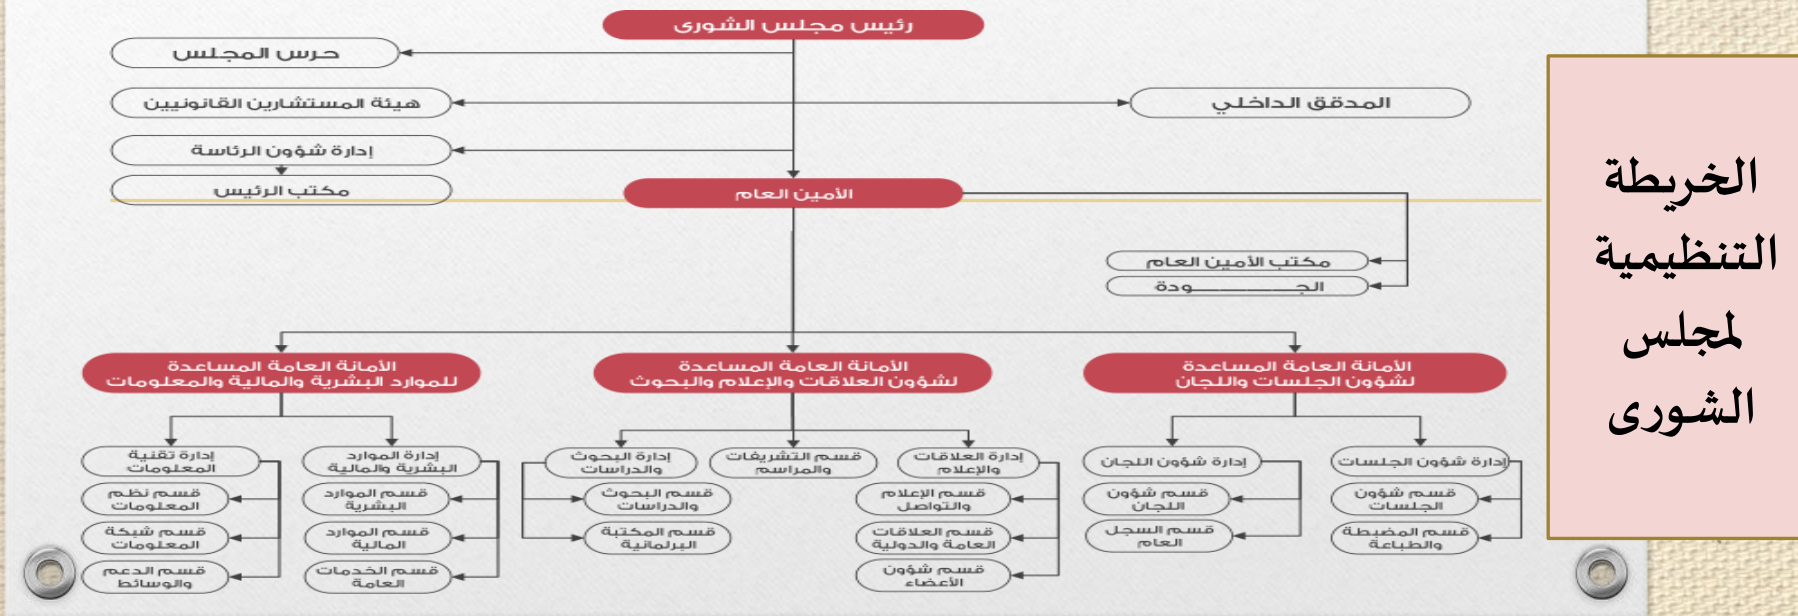 رئيس مجلس الشورى
حرس المجلس
هيئة المستشارين القانونيين
المدقق الداخلي
إدارة شؤون الرئاسة
مكتب الرئيس
الأمين العام
مكتب الأمين العام
الجـــــــــــودة
الأمانة العامة المساعدة
لشؤون الجلسات واللجان
الأمانة العامة المساعدة
لشؤون العلاقات والإعلام والبحوث
الأمانة العامة المساعدة
للموارد البشرية والمالية والمعلومات
إدارة شؤون الجلسات
قسم شؤون
الجلسات
قسم المضبطة
والطباعة
إدارة شؤون اللجان
قسم شؤون
اللجان
قسم السجل
العام
إدارة العلاقات
والإعلام
قسم الإعلام
والتواصل
قسم العلاقات
العامة والدولية
قسم شؤون
الأعضاء
قسم التشريفات
والمراسم
إدارة البحوث
والدراسات
قسم البحوث
والدراسات
قسم المكتبة
البرلمانية
إدارة الموارد
البشرية والمالية
قسم الموارد
البشرية
قسم الموارد
المالية
قسم الخدمات
العامة
إدارة تقنية
المعلومات
قسم نظم
المعلومات
قسم شبكة
المعلومات
قسم الدعم
والوسائط
الخريطة
التنظيمية
لمجلس
الشورى